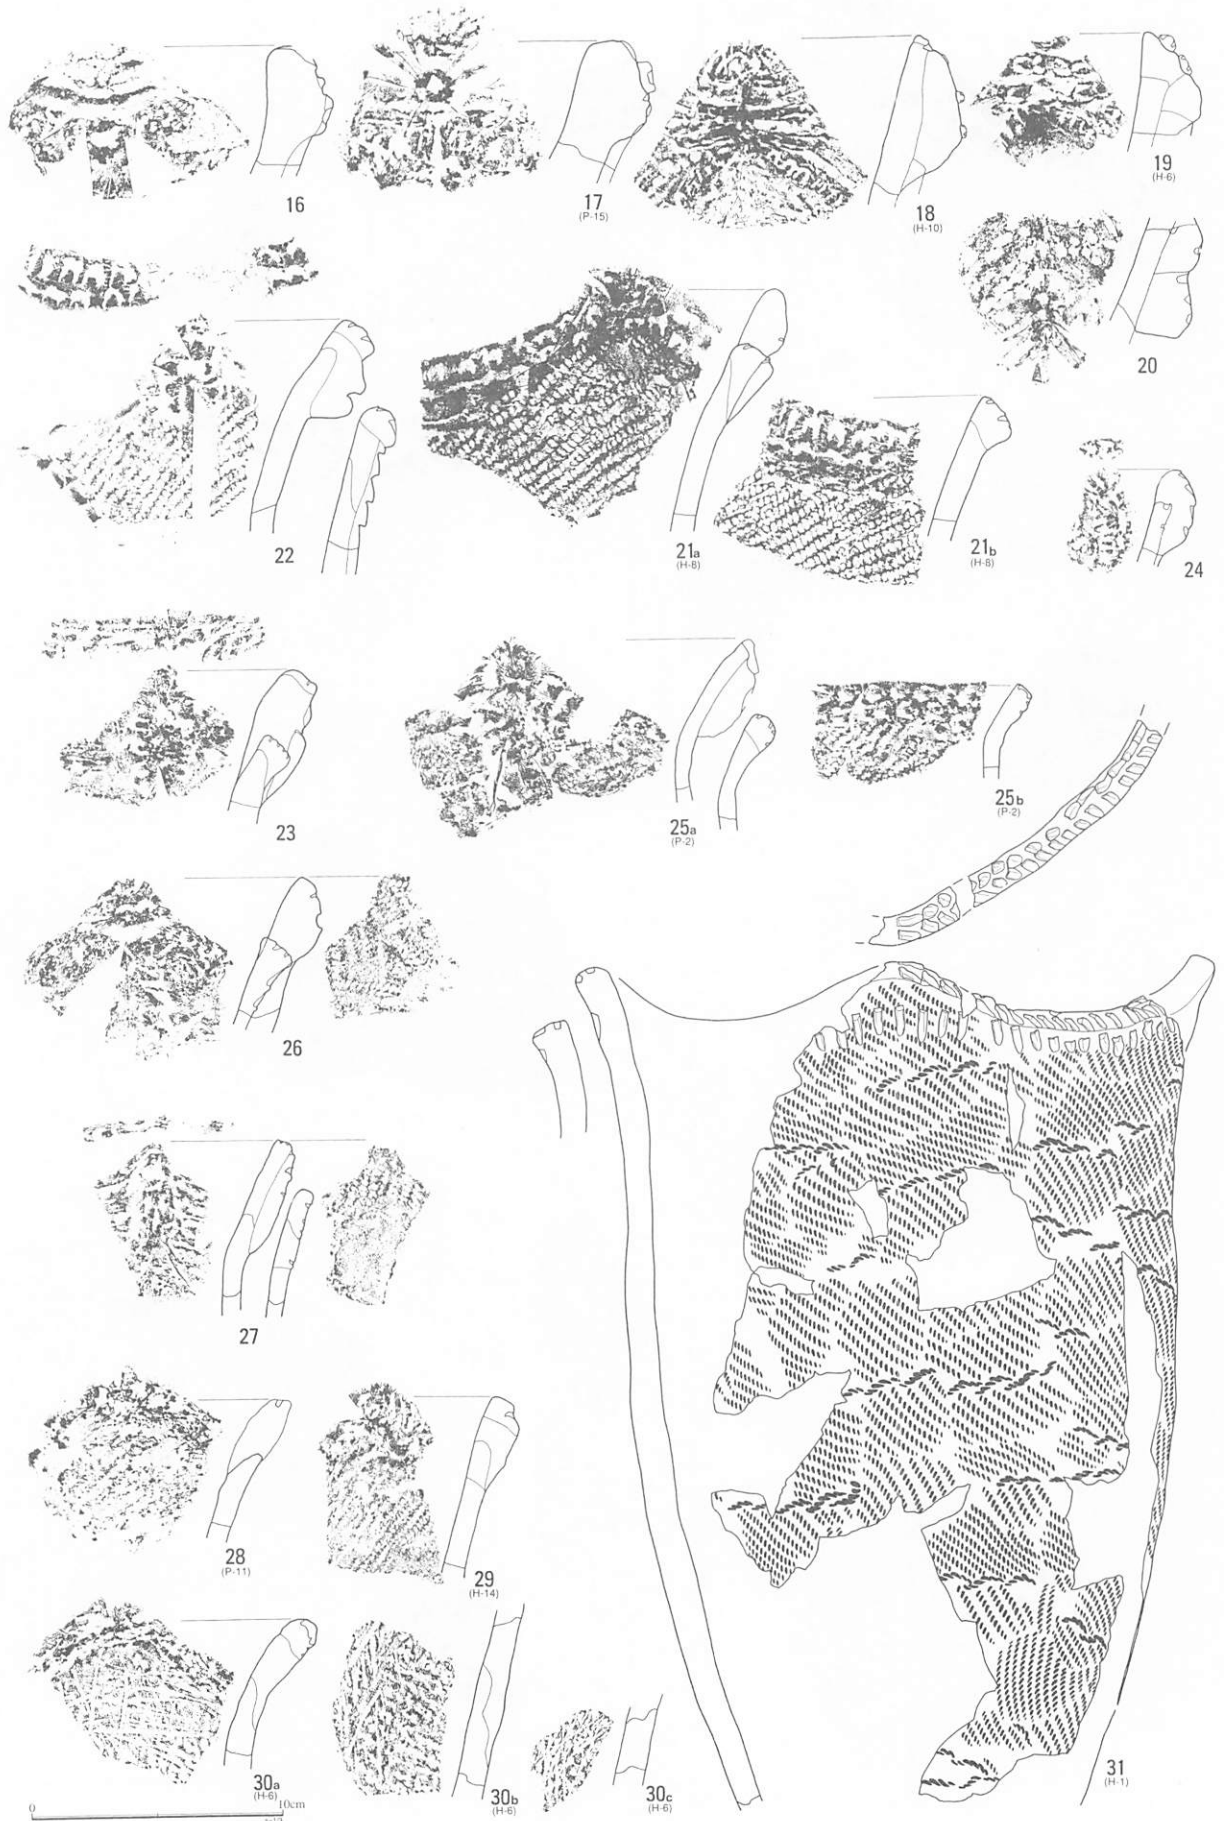 16
17
(P-15)
18
(H-10)
19
(H-6)
20
22
21a
(H-8)
21b
(H-8)
24
23
25a
(P-2)
25b
(P-2)
26
27
28
(P-11)
29
(H-14)
30a
(H-6)
30b
(H-6)
30c
(H-6)
31
(H-1)
0 10cm